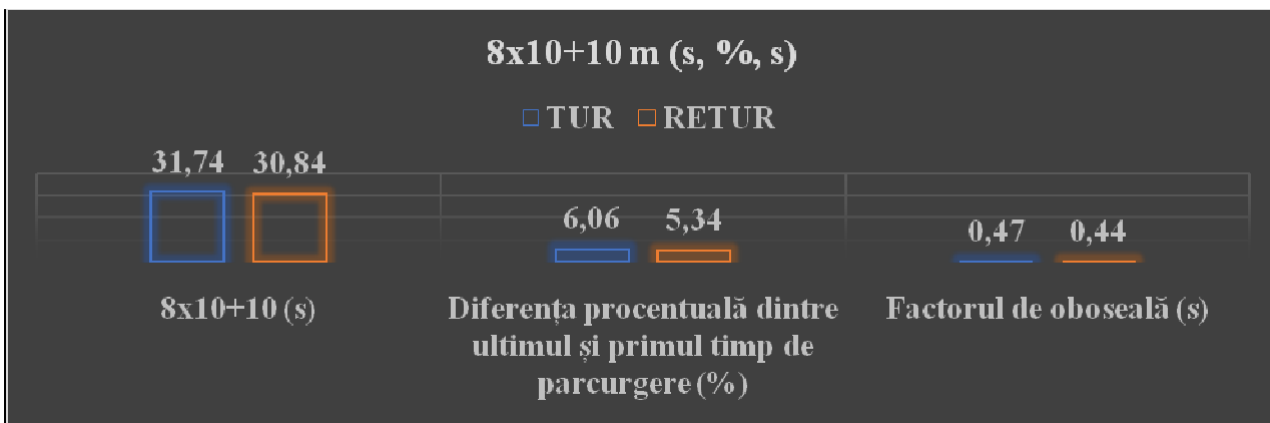 8x10+10 m (s, %, s)
TUR RETUR
31,74 30,84
6,06 5,34
0,47 0,44
8x10+10 (s)
Diferența procentuală dintre
ultimul și primul timp de
parcurgere (%)
Factorul de oboseală (s)